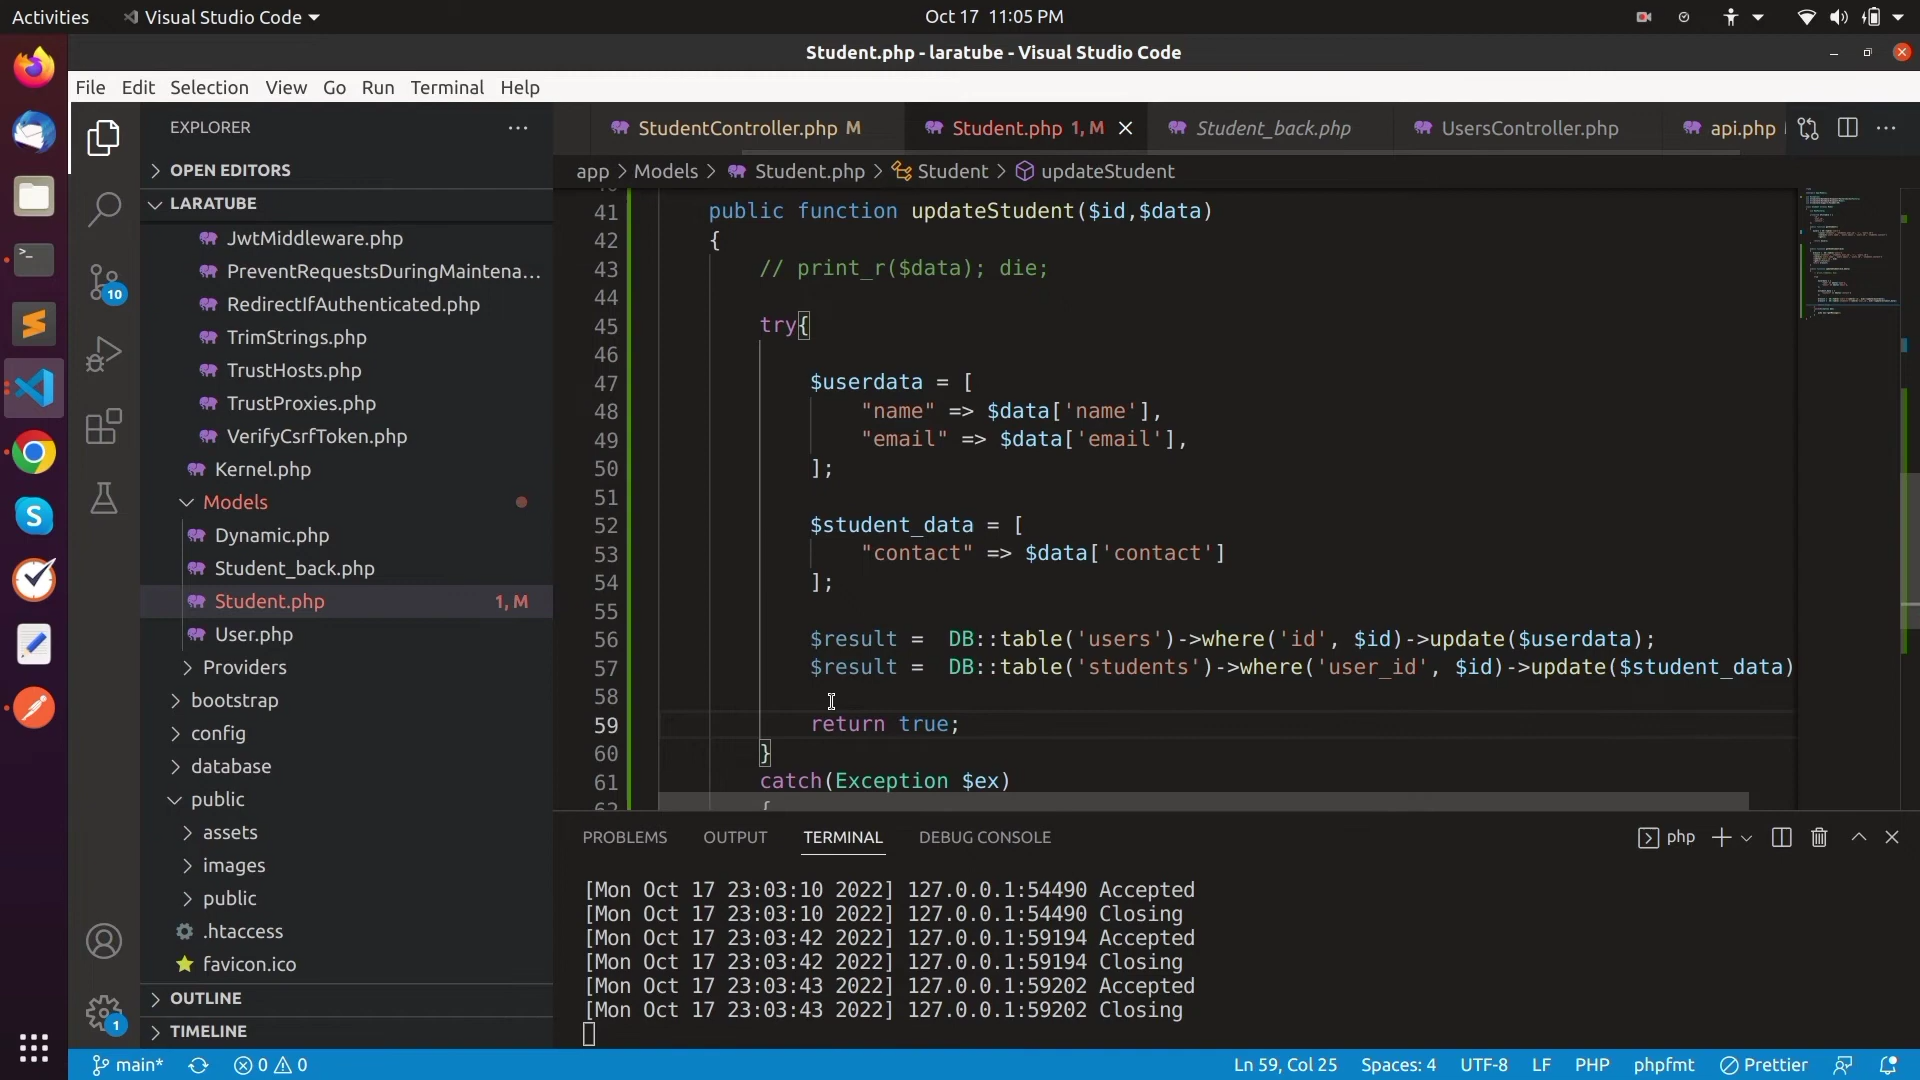 Activities
Visual Studio Code
Oct 17 11:05 PM
Student.php - laratube - Visual Studio Code
File Edit Selection View Go Run Terminal Help
EXPLORER
OPEN EDITORS
LARATUBE
JwtMiddleware.php
PreventRequestsDuringMaintena...
RedirectIfAuthenticated.php
TrimStrings.php
TrustHosts.php
TrustProxies.php
VerifyCsrfToken.php
Kernel.php
Models
Dynamic.php
Student_back.php
Student.php 1, M
User.php
Providers
bootstrap
config
database
public
assets
images
public
.htaccess
favicon.ico
OUTLINE
TIMELINE
10
1
StudentController.php M
Student.php 1, M
Student_back.php
UsersController.php
api.php
app > Models > Student.php > Student > updateStudent
41 public function updateStudent($id,$data)
42 {
43 // print_r($data); die;
44
45 try{
46
47 $userdata = [
48 "name" => $data['name'],
49 "email" => $data['email'],
50 ];
51
52 $student_data = [
53 "contact" => $data['contact']
54 ];
55
56 $result = DB::table('users')->where('id', $id)->update($userdata);
57 $result = DB::table('students')->where('user_id', $id)->update($student_data)
58
59 return true;
60 }
61 catch(Exception $ex)
62 {
PROBLEMS OUTPUT TERMINAL DEBUG CONSOLE
php
[Mon Oct 17 23:03:10 2022] 127.0.0.1:54490 Accepted
[Mon Oct 17 23:03:10 2022] 127.0.0.1:54490 Closing
[Mon Oct 17 23:03:42 2022] 127.0.0.1:59194 Accepted
[Mon Oct 17 23:03:42 2022] 127.0.0.1:59194 Closing
[Mon Oct 17 23:03:43 2022] 127.0.0.1:59202 Accepted
[Mon Oct 17 23:03:43 2022] 127.0.0.1:59202 Closing
main* 0 0
Ln 59, Col 25 Spaces: 4 UTF-8 LF PHP phpfmt Prettier